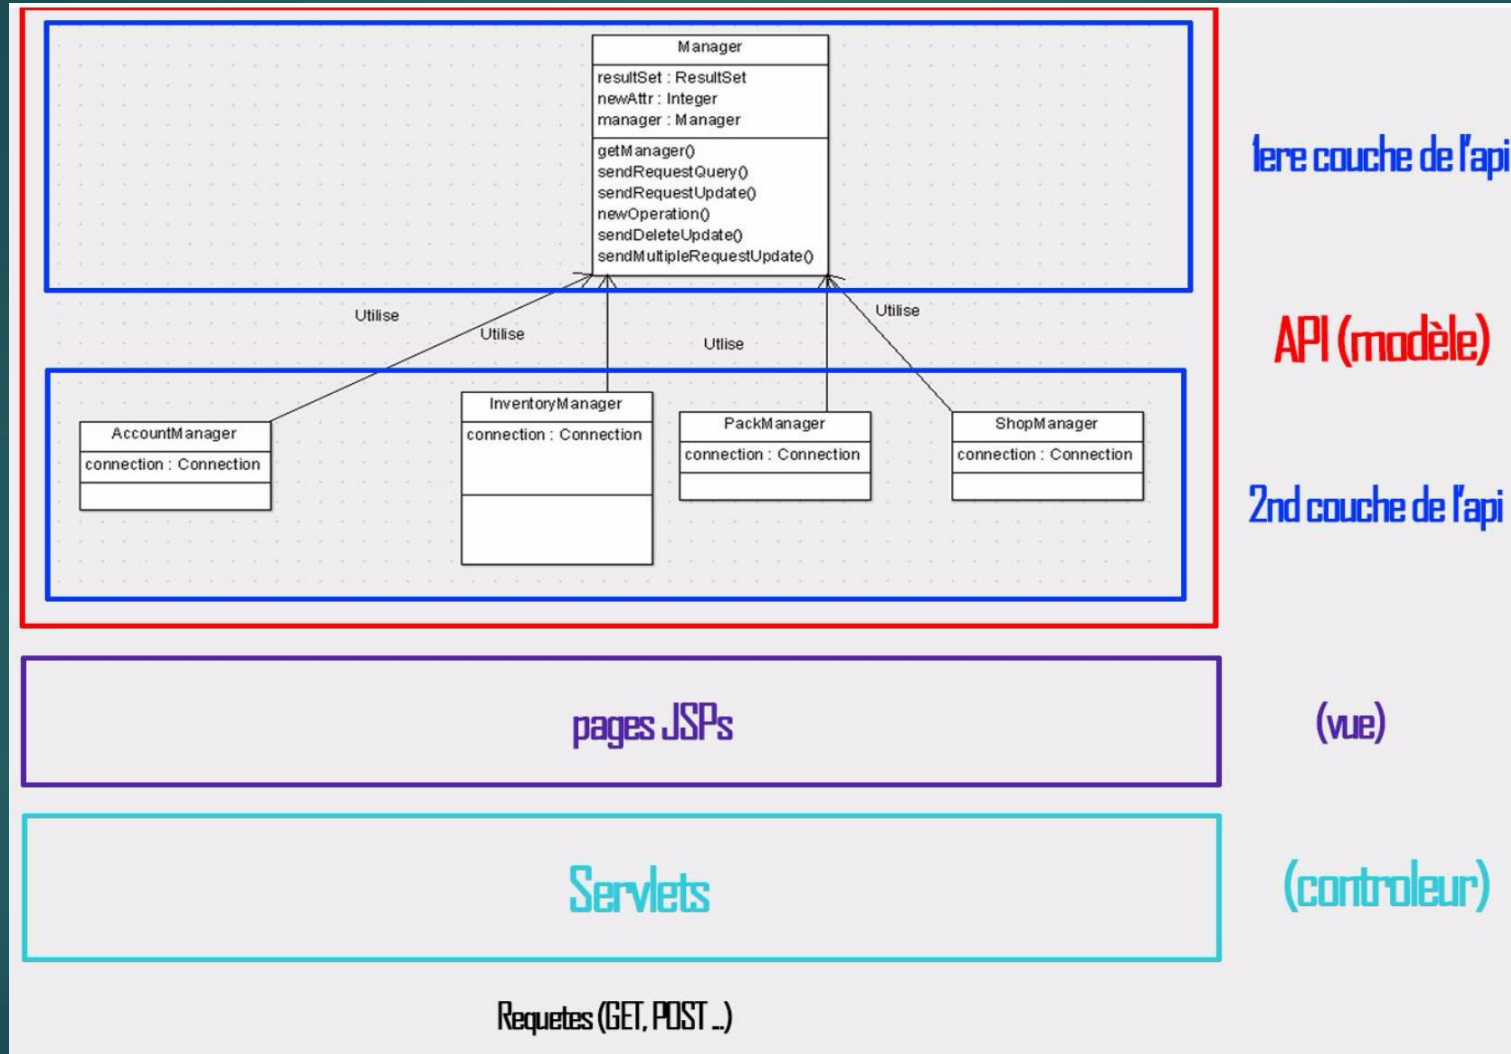 Manager
resultSet : ResultSet
newAttr : Integer
manager : Manager
getManager()
sendRequestQuery()
sendRequestUpdate()
newOperation()
sendDeleteUpdate()
sendMultipleRequestUpdate()
1ere couche de l'api
Utilise
Utilise
Utlise
Utilise
API (modèle)
AccountManager
connection : Connection
InventoryManager
connection : Connection
PackManager
connection : Connection
ShopManager
connection : Connection
2nd couche de l'api
pages JSPs
(vue)
Servlets
(controleur)
Requetes (GET, POST ...)